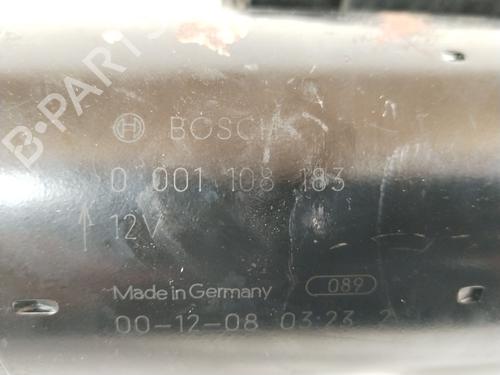 B-PARTS
BOSCH
0 001 108 183
12V
Made in Germany
089
00-12-08 03:23